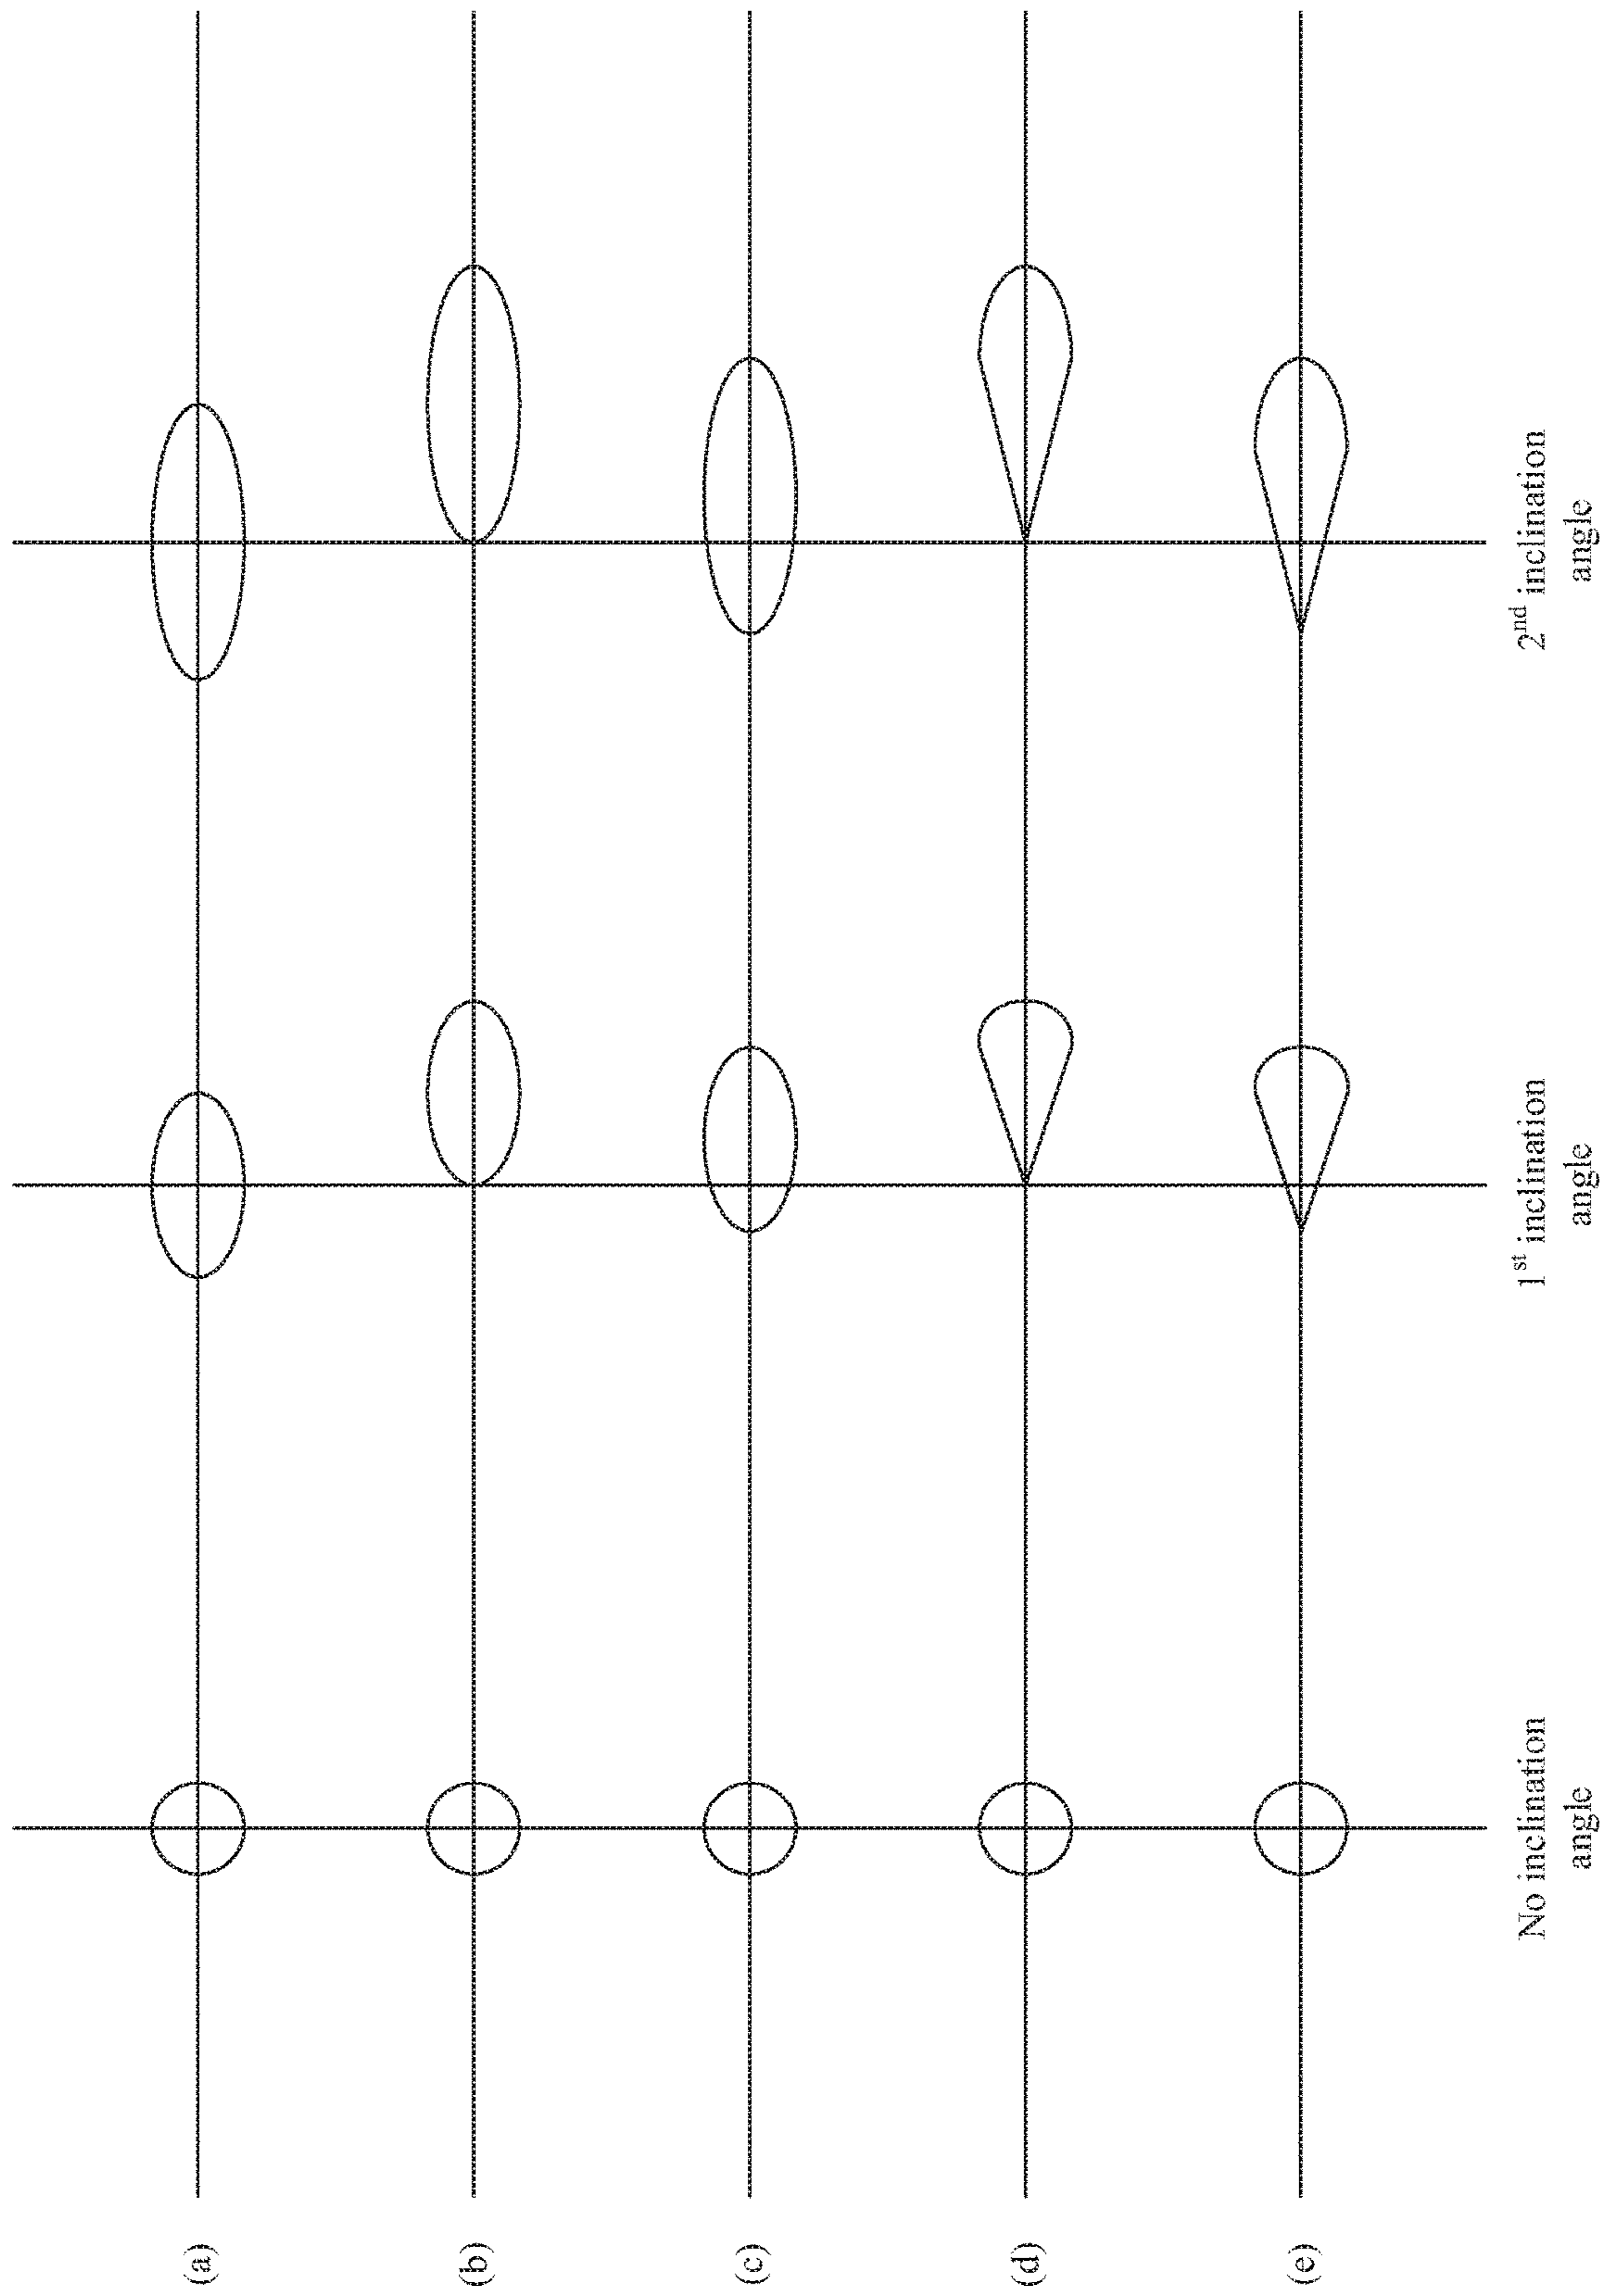 (a)
(b)
(c)
(d)
(e)
No inclination
angle
1st inclination
angle
2nd inclination
angle